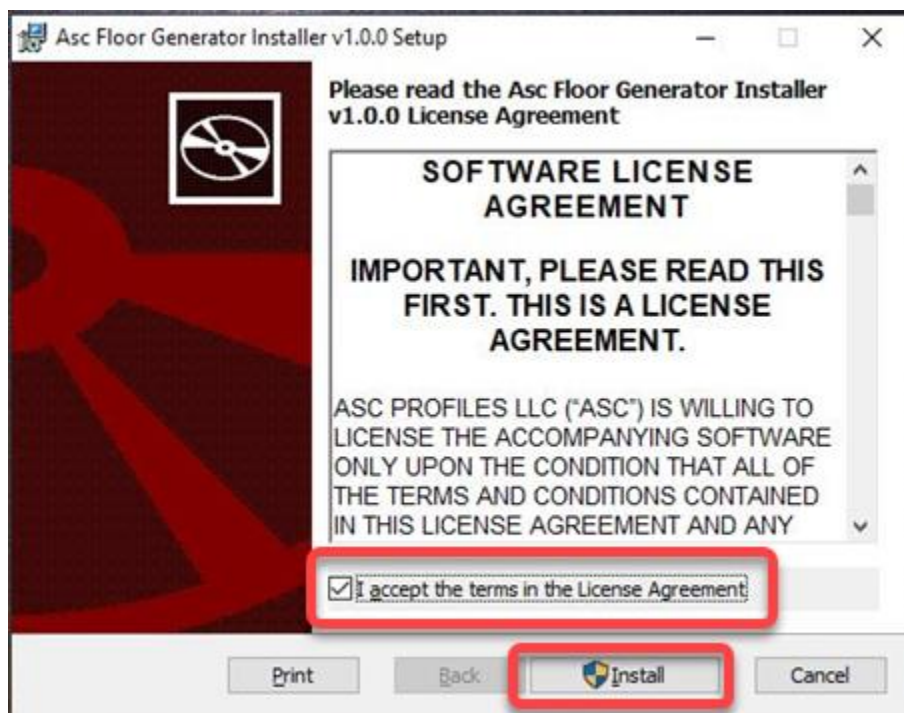 Asc Floor Generator Installer v1.0.0 Setup
Please read the Asc Floor Generator Installer
v1.0.0 License Agreement
SOFTWARE LICENSE
AGREEMENT
IMPORTANT, PLEASE READ THIS
FIRST. THIS IS A LICENSE
AGREEMENT.
ASC PROFILES LLC (“ASC”) IS WILLING TO
LICENSE THE ACCOMPANYING SOFTWARE
ONLY UPON THE CONDITION THAT ALL OF
THE TERMS AND CONDITIONS CONTAINED
IN THIS LICENSE AGREEMENT AND ANY
I accept the terms in the License Agreement
Print Back Install Cancel